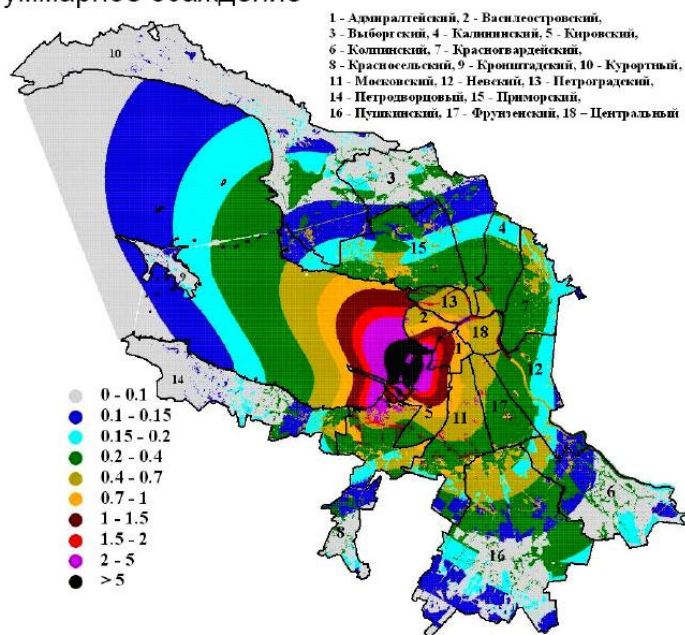 уммарное осаждение
1 - Адмиралтейский, 2 - Василеостровский,
3 - Выборгский, 4 - Калининский, 5 - Кировский,
6 - Колпинский, 7 - Красногвардейский,
8 - Красносельский, 9 - Кронштадский, 10 - Курортный,
11 - Московский, 12 - Невский, 13 - Петроградский,
14 - Петродворцовый, 15 - Приморский,
16 - Пушкинский, 17 - Фрунзенский, 18 – Центральный
10
3
4
15
9
13
7
2
18
1
12
14
5
11
17
6
8
16
0 - 0.1
0.1 - 0.15
0.15 - 0.2
0.2 - 0.4
0.4 - 0.7
0.7 - 1
1 - 1.5
1.5 - 2
2 - 5
> 5